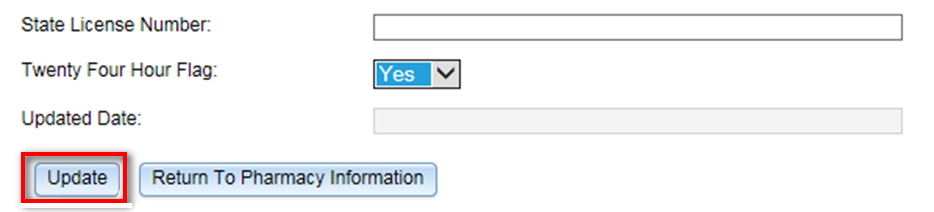 State License Number:
Twenty Four Hour Flag: Yes
Updated Date:
Update Return To Pharmacy Information